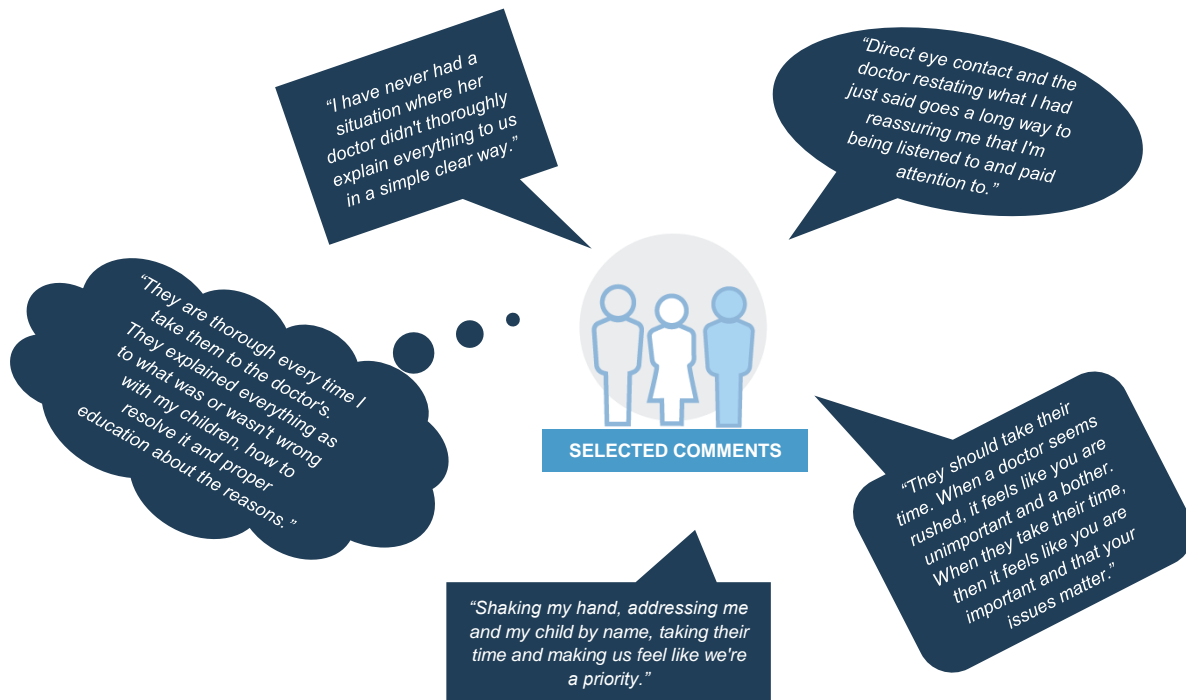 “I have never had a
situation where her
doctor didn't thoroughly
explain everything to us
in a simple clear way.”
“Direct eye contact and the
doctor restating what I had
just said goes a long way to
reassuring me that I'm
being listened to and paid
attention to.”
“They are thorough every time I
take them to the doctor's.
They explained everything as
to what was or wasn't wrong
with my children, how to
resolve it and proper
education about the reasons. ”
SELECTED COMMENTS
“They should take their
time. When a doctor seems
rushed, it feels like you are
unimportant and a bother.
When they take their time,
then it feels like you are
important and that your
issues matter.”
“Shaking my hand, addressing me
and my child by name, taking their
time and making us feel like we're
a priority.”